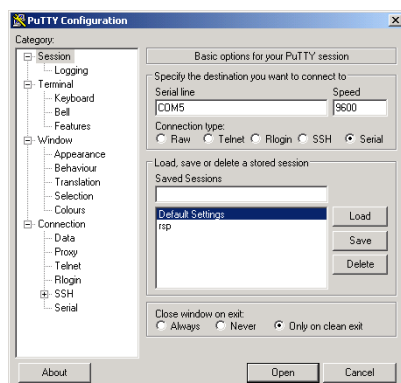 PuTTY Configuration
Category:
Session
Logging
Terminal
Keyboard
Bell
Features
Window
Appearance
Behaviour
Translation
Selection
Colours
Connection
Data
Proxy
Telnet
Rlogin
SSH
Serial
Basic options for your PuTTY session
Specify the destination you want to connect to
Serial line Speed
COM5 9600
Connection type:
Raw Telnet Rlogin SSH Serial
Load, save or delete a stored session
Saved Sessions
Default Settings
rsp
Load
Save
Delete
Close window on exit:
Always Never Only on clean exit
About Open Cancel